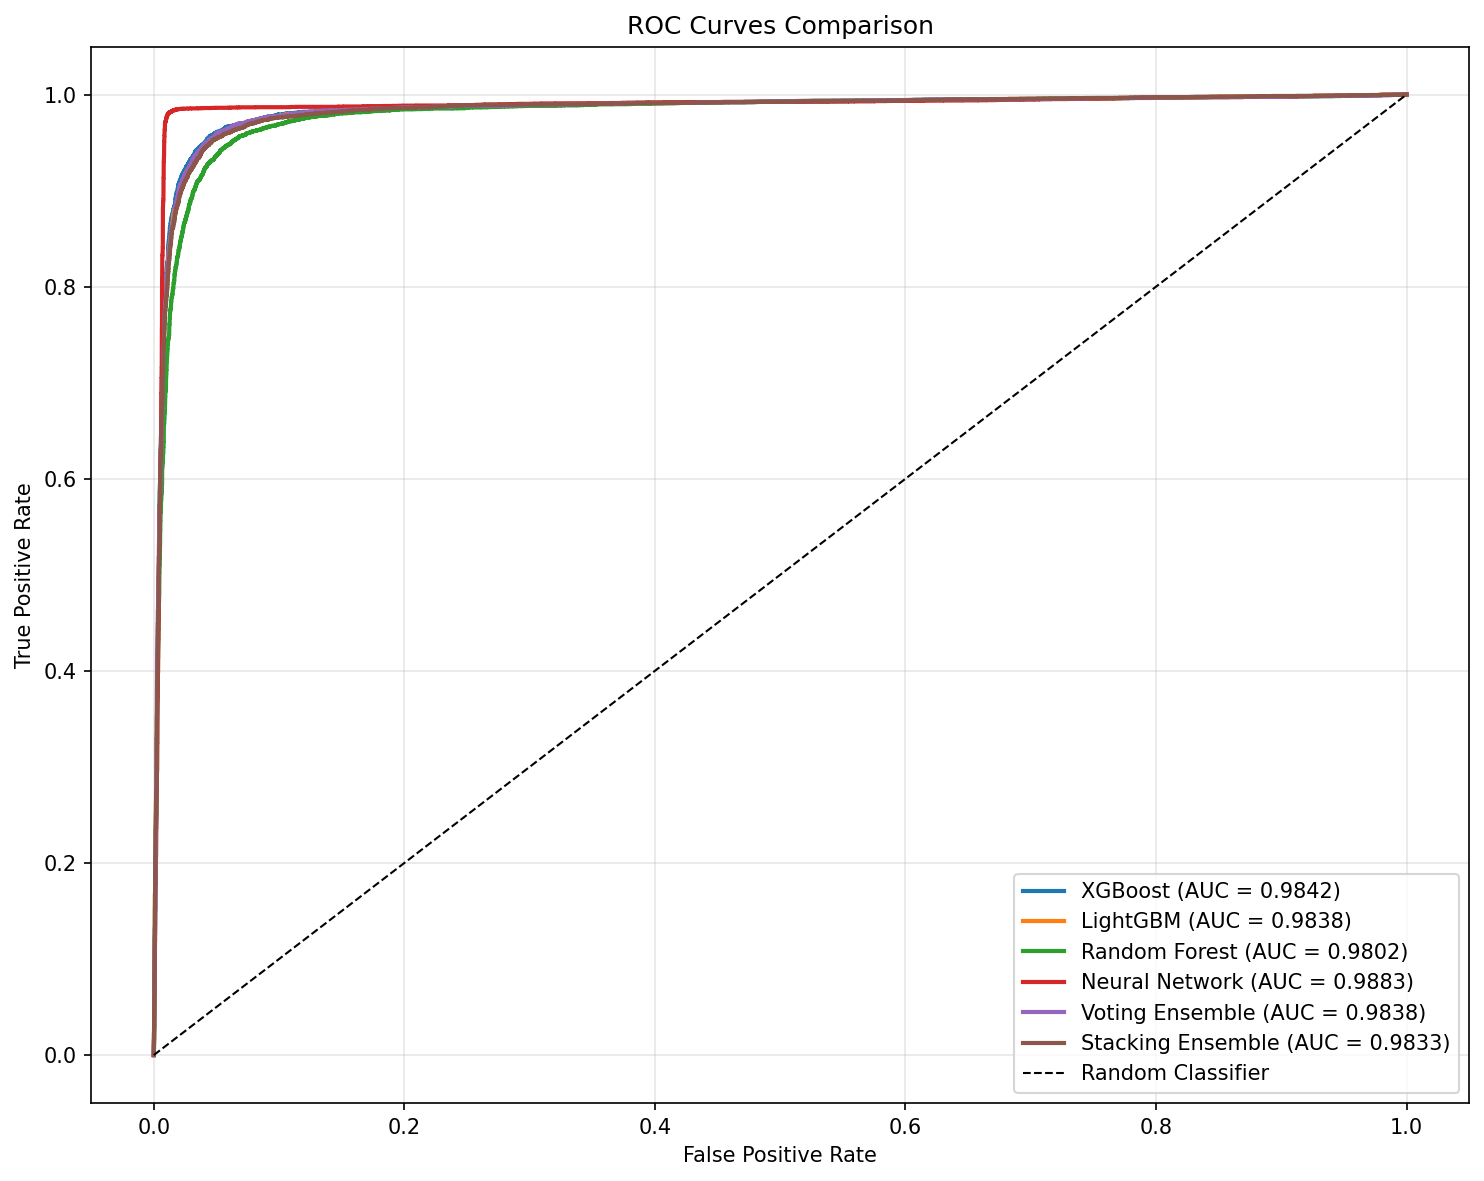 ROC Curves Comparison
True Positive Rate
1.0
0.8
0.6
0.4
0.2
0.0
0.0 0.2 0.4 0.6 0.8 1.0
False Positive Rate
XGBoost (AUC = 0.9842)
LightGBM (AUC = 0.9838)
Random Forest (AUC = 0.9802)
Neural Network (AUC = 0.9883)
Voting Ensemble (AUC = 0.9838)
Stacking Ensemble (AUC = 0.9833)
Random Classifier